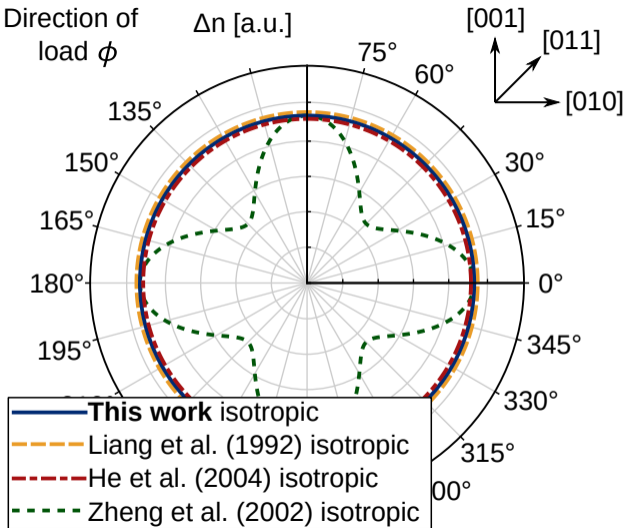 Direction of
load ϕ
Δn [a.u.]
[001]
[011]
[010]
75°
60°
135°
150°
30°
165°
15°
180°
0°
195°
345°
330°
315°
00°
This work isotropic
Liang et al. (1992) isotropic
He et al. (2004) isotropic
Zheng et al. (2002) isotropic